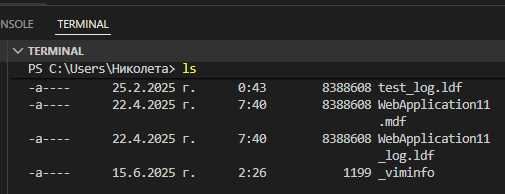 NSOLE TERMINAL
TERMINAL
PS C:\Users\Николета> ls
-a---- 25.2.2025 г. 0:43 8388608 test_log.ldf
-a---- 22.4.2025 г. 7:40 8388608 WebApplication11
.mdf
-a---- 22.4.2025 г. 7:40 8388608 WebApplication11
_log.ldf
-a---- 15.6.2025 г. 2:26 1199 _viminfo